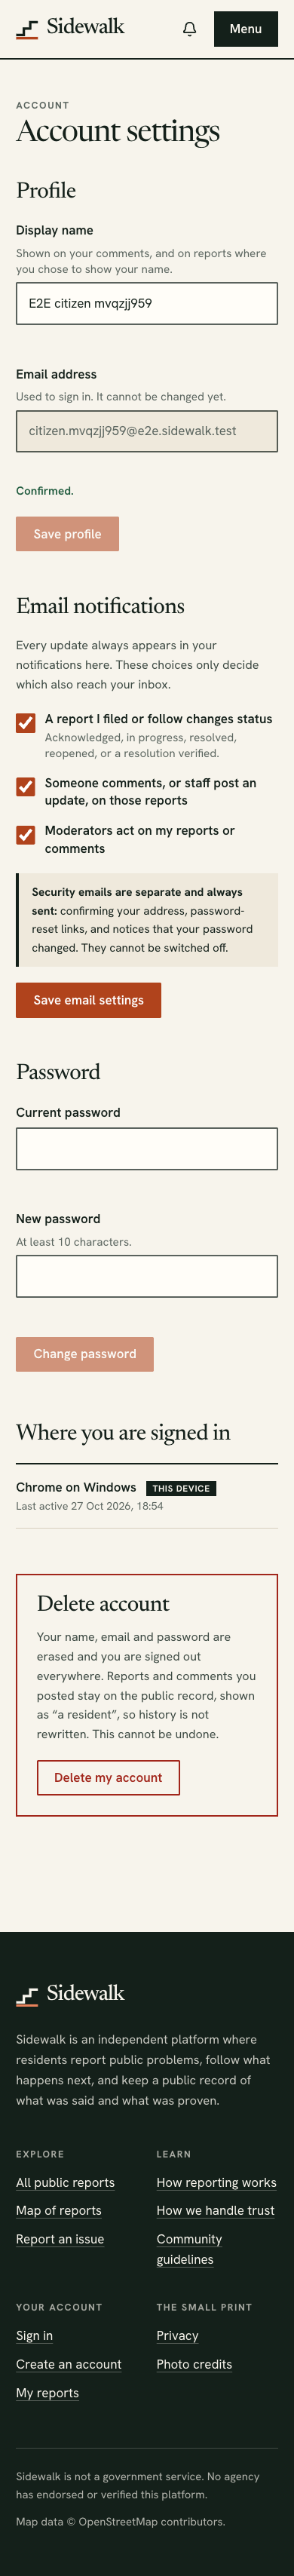 Sidewalk
Menu
ACCOUNT
Account settings
Profile
Display name
Shown on your comments, and on reports where
you chose to show your name.
E2E citizen mvqzjj959
Email address
Used to sign in. It cannot be changed yet.
citizen.mvqzjj959@e2e.sidewalk.test
Confirmed.
Save profile
Email notifications
Every update always appears in your
notifications here. These choices only decide
which also reach your inbox.
A report I filed or follow changes status
Acknowledged, in progress, resolved,
reopened, or a resolution verified.
Someone comments, or staff post an
update, on those reports
Moderators act on my reports or
comments
Security emails are separate and always
sent: confirming your address, password-
reset links, and notices that your password
changed. They cannot be switched off.
Save email settings
Password
Current password
New password
At least 10 characters.
Change password
Where you are signed in
Chrome on Windows THIS DEVICE
Last active 27 Oct 2026, 18:54
Delete account
Your name, email and password are
erased and you are signed out
everywhere. Reports and comments you
posted stay on the public record, shown
as “a resident”, so history is not
rewritten. This cannot be undone.
Delete my account
Sidewalk
Sidewalk is an independent platform where
residents report public problems, follow what
happens next, and keep a public record of
what was said and what was proven.
EXPLORE
All public reports
Map of reports
Report an issue
LEARN
How reporting works
How we handle trust
Community
guidelines
YOUR ACCOUNT
Sign in
Create an account
My reports
THE SMALL PRINT
Privacy
Photo credits
Sidewalk is not a government service. No agency
has endorsed or verified this platform.
Map data © OpenStreetMap contributors.